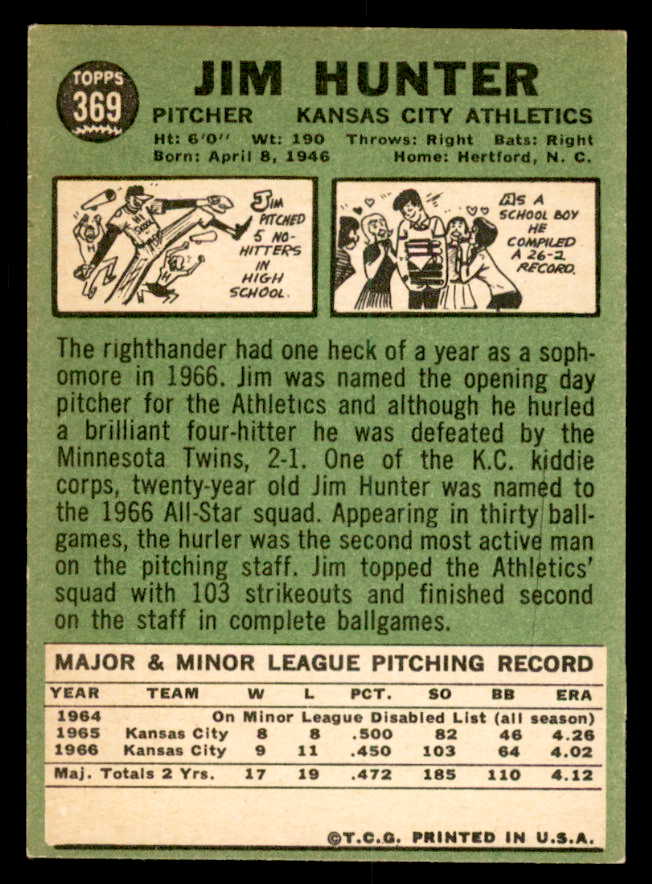 TOPPS
369
JIM HUNTER
PITCHER KANSAS CITY ATHLETICS
Ht: 6'0" Wt: 190 Throws: Right Bats: Right
Born: April 8, 1946 Home: Hertford, N. C.
JIM
PITCHED
5 NO-
HITTERS
IN
HIGH
SCHOOL.
AS A
SCHOOL BOY
HE
COMPILED
A 26-2
RECORD.
The righthander had one heck of a year as a soph-
omore in 1966. Jim was named the opening day
pitcher for the Athletics and although he hurled
a brilliant four-hitter he was defeated by the
Minnesota Twins, 2-1. One of the K.C. kiddie
corps, twenty-year old Jim Hunter was named to
the 1966 All-Star squad. Appearing in thirty ball-
games, the hurler was the second most active man
on the pitching staff. Jim topped the Athletics'
squad with 103 strikeouts and finished second
on the staff in complete ballgames.
MAJOR & MINOR LEAGUE PITCHING RECORD
YEAR TEAM W L PCT. SO BB ERA
1964 On Minor League Disabled List (all season)
1965 Kansas City 8 8 .500 82 46 4.26
1966 Kansas City 9 11 .450 103 64 4.02
Maj. Totals 2 Yrs. 17 19 .472 185 110 4.12
©T.C.G. PRINTED IN U.S.A.